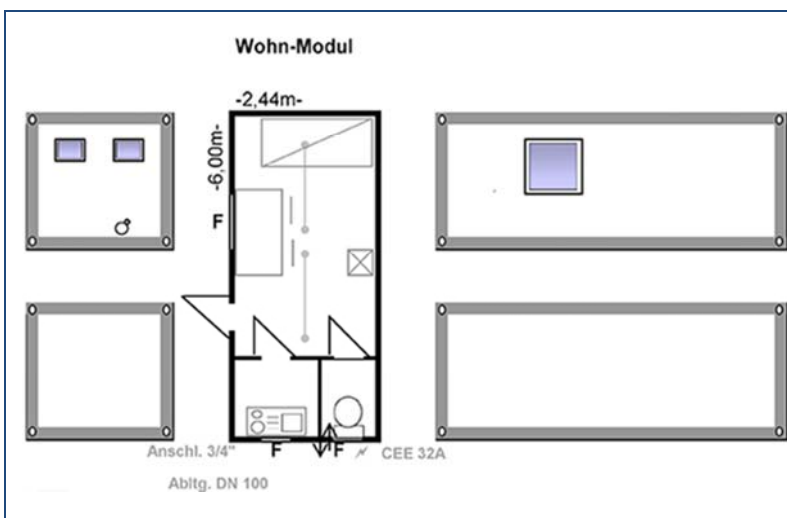 Wohn-Modul
-2,44m-
-6,00m-
F
Anschl. 3/4"
F
F
CEE 32A
Abltg. DN 100